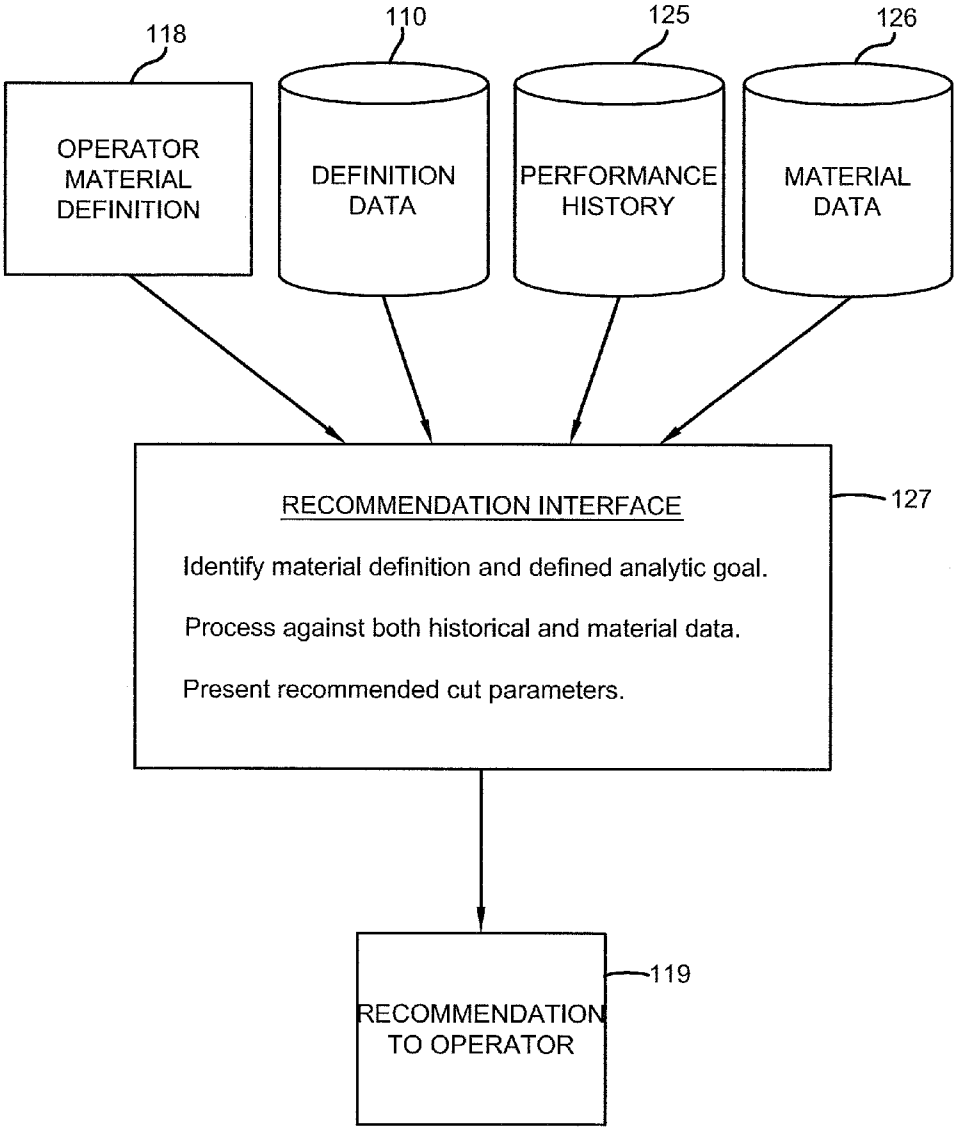 118
110
125
126
OPERATOR
MATERIAL
DEFINITION
DEFINITION
DATA
PERFORMANCE
HISTORY
MATERIAL
DATA
RECOMMENDATION INTERFACE
127
Identify material definition and defined analytic goal.
Process against both historical and material data.
Present recommended cut parameters.
119
RECOMMENDATION
TO OPERATOR